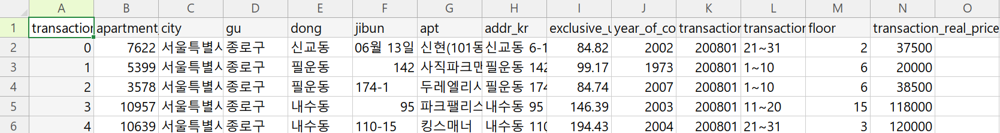 A B C D E F G H I J K L M N O
1 transaction apartment city gu dong jibun apt addr_kr exclusive_u year_of_co transaction transaction floor transaction_real_price
2 0 7622 서울특별시 종로구 신교동 06월 13일 신현(101동 신교동 6-1 84.82 2002 200801 21~31 2 37500
3 1 5399 서울특별시 종로구 필운동 142 사직파크맨 필운동 142 99.17 1973 200801 1~10 6 20000
4 2 3578 서울특별시 종로구 필운동 174-1 두레엘리시 필운동 174 84.74 2007 200801 1~10 6 38500
5 3 10957 서울특별시 종로구 내수동 95 파크팰리스 내수동 95 146.39 2003 200801 11~20 15 118000
6 4 10639 서울특별시 종로구 내수동 110-15 킹스매너 내수동 110 194.43 2004 200801 21~31 3 120000